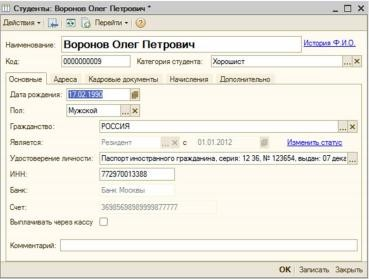 Студенты: Воронов Олег Петрович *
Действия Перейти
Наименование: Воронов Олег Петрович История Ф.И.О.
Код: 0000000009 Категория студента: Хорошист ... ×
Основные Адреса Кадровые документы Начисления Дополнительно
Дата рождения: 17.02.1990
Пол: Мужской ... ×
Гражданство: РОССИЯ ... ×
Является: Резидент ... × с 01.01.2012 Изменить статус
Удостоверение личности: Паспорт иностранного гражданина, серия: 12 36, № 123654, выдан: 07 дека ...
ИНН: 772970013388
Банк: Банк Москвы
Счет: 36985698989999877777
Выплачивать через кассу
Комментарий:
OK Записать Закрыть